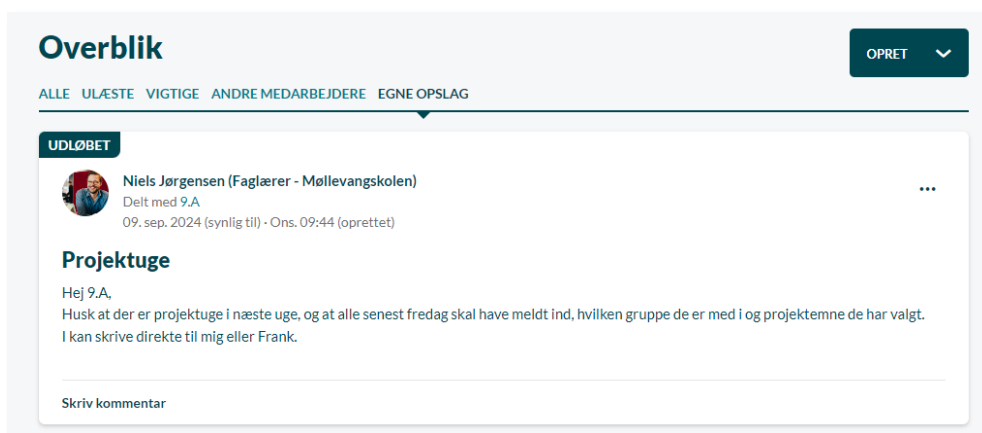 Overblik
OPRET
ALLE ULÆSTE VIGTIGE ANDRE MEDARBEJDERE EGNE OPSLAG
UDLØBET
Niels Jørgensen (Faglærer - Møllevangskolen)
Delt med 9.A
09. sep. 2024 (synlig til) · Ons. 09:44 (oprettet)
Projektuge
Hej 9.A,
Husk at der er projektuge i næste uge, og at alle senest fredag skal have meldt ind, hvilken gruppe de er med i og projektemne de har valgt.
I kan skrive direkte til mig eller Frank.
Skriv kommentar